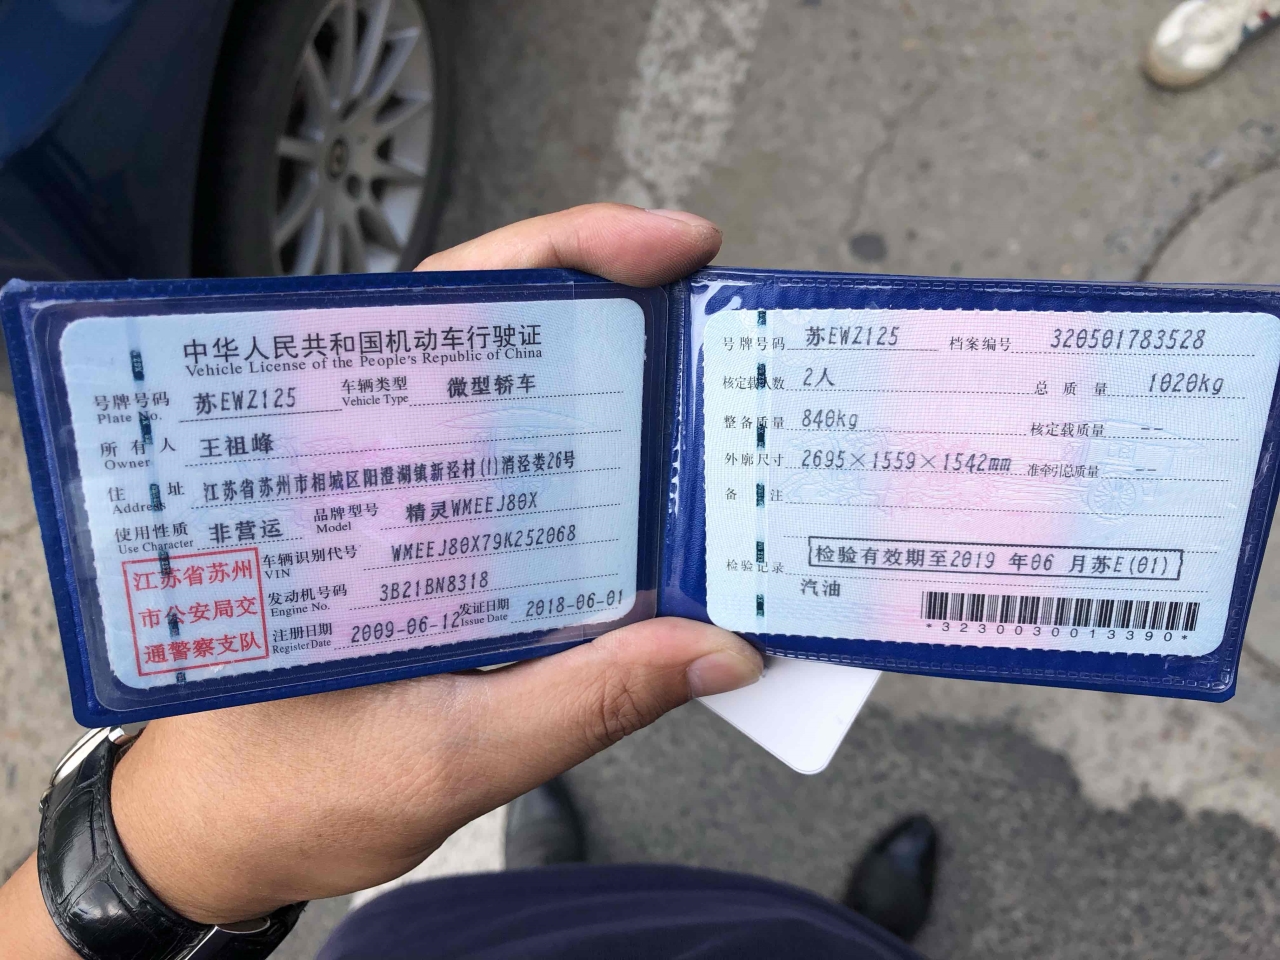 中华人民共和国机动车行驶证
Vehicle License of the People's Republic of China
号牌号码 苏EWZ125 车辆类型 微型轿车
Plate No. Vehicle Type
所有人 王祖峰
Owner
住址 江苏省苏州市相城区阳澄湖镇新泾村(1)消泾娄26号
Address
使用性质 非营运 品牌型号 精灵WMEEJ80X
Use Character Model
江苏省苏州
市公安局交
通警察支队
车辆识别代号 WMEEJ80X79K252068
VIN
发动机号码 3B21BN8318
Engine No.
注册日期 2009-06-12 发证日期 2018-06-01
Register Date Issue Date
号牌号码 苏EWZ125 档案编号 320501783528
核定载人数 2人 总质量 1020kg
整备质量 840kg 核定载质量 --
外廓尺寸 2695×1559×1542mm 准牵引总质量 --
备注
检验记录 检验有效期至2019 年06 月苏E(01)
汽油
*3230030013390*